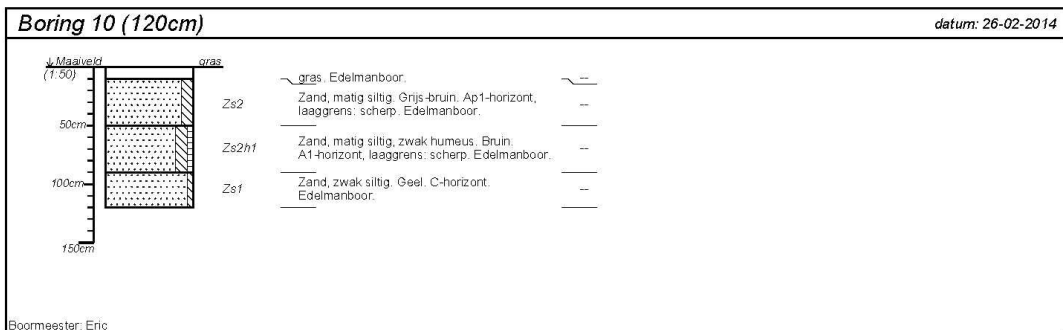 Boring 10 (120cm)
datum: 26-02-2014
Maaiveld
gras
(1:50)
gras. Edelmanboor.
--
Zs2
Zand, matig siltig. Grijs-bruin. Ap1-horizont,
laaggrens: scherp. Edelmanboor.
--
50cm
Zs2h1
Zand, matig siltig, zwak humeus. Bruin.
A1-horizont, laaggrens: scherp. Edelmanboor.
--
100cm
Zs1
Zand, zwak siltig. Geel. C-horizont.
Edelmanboor.
--
150cm
Boormeester: Eric